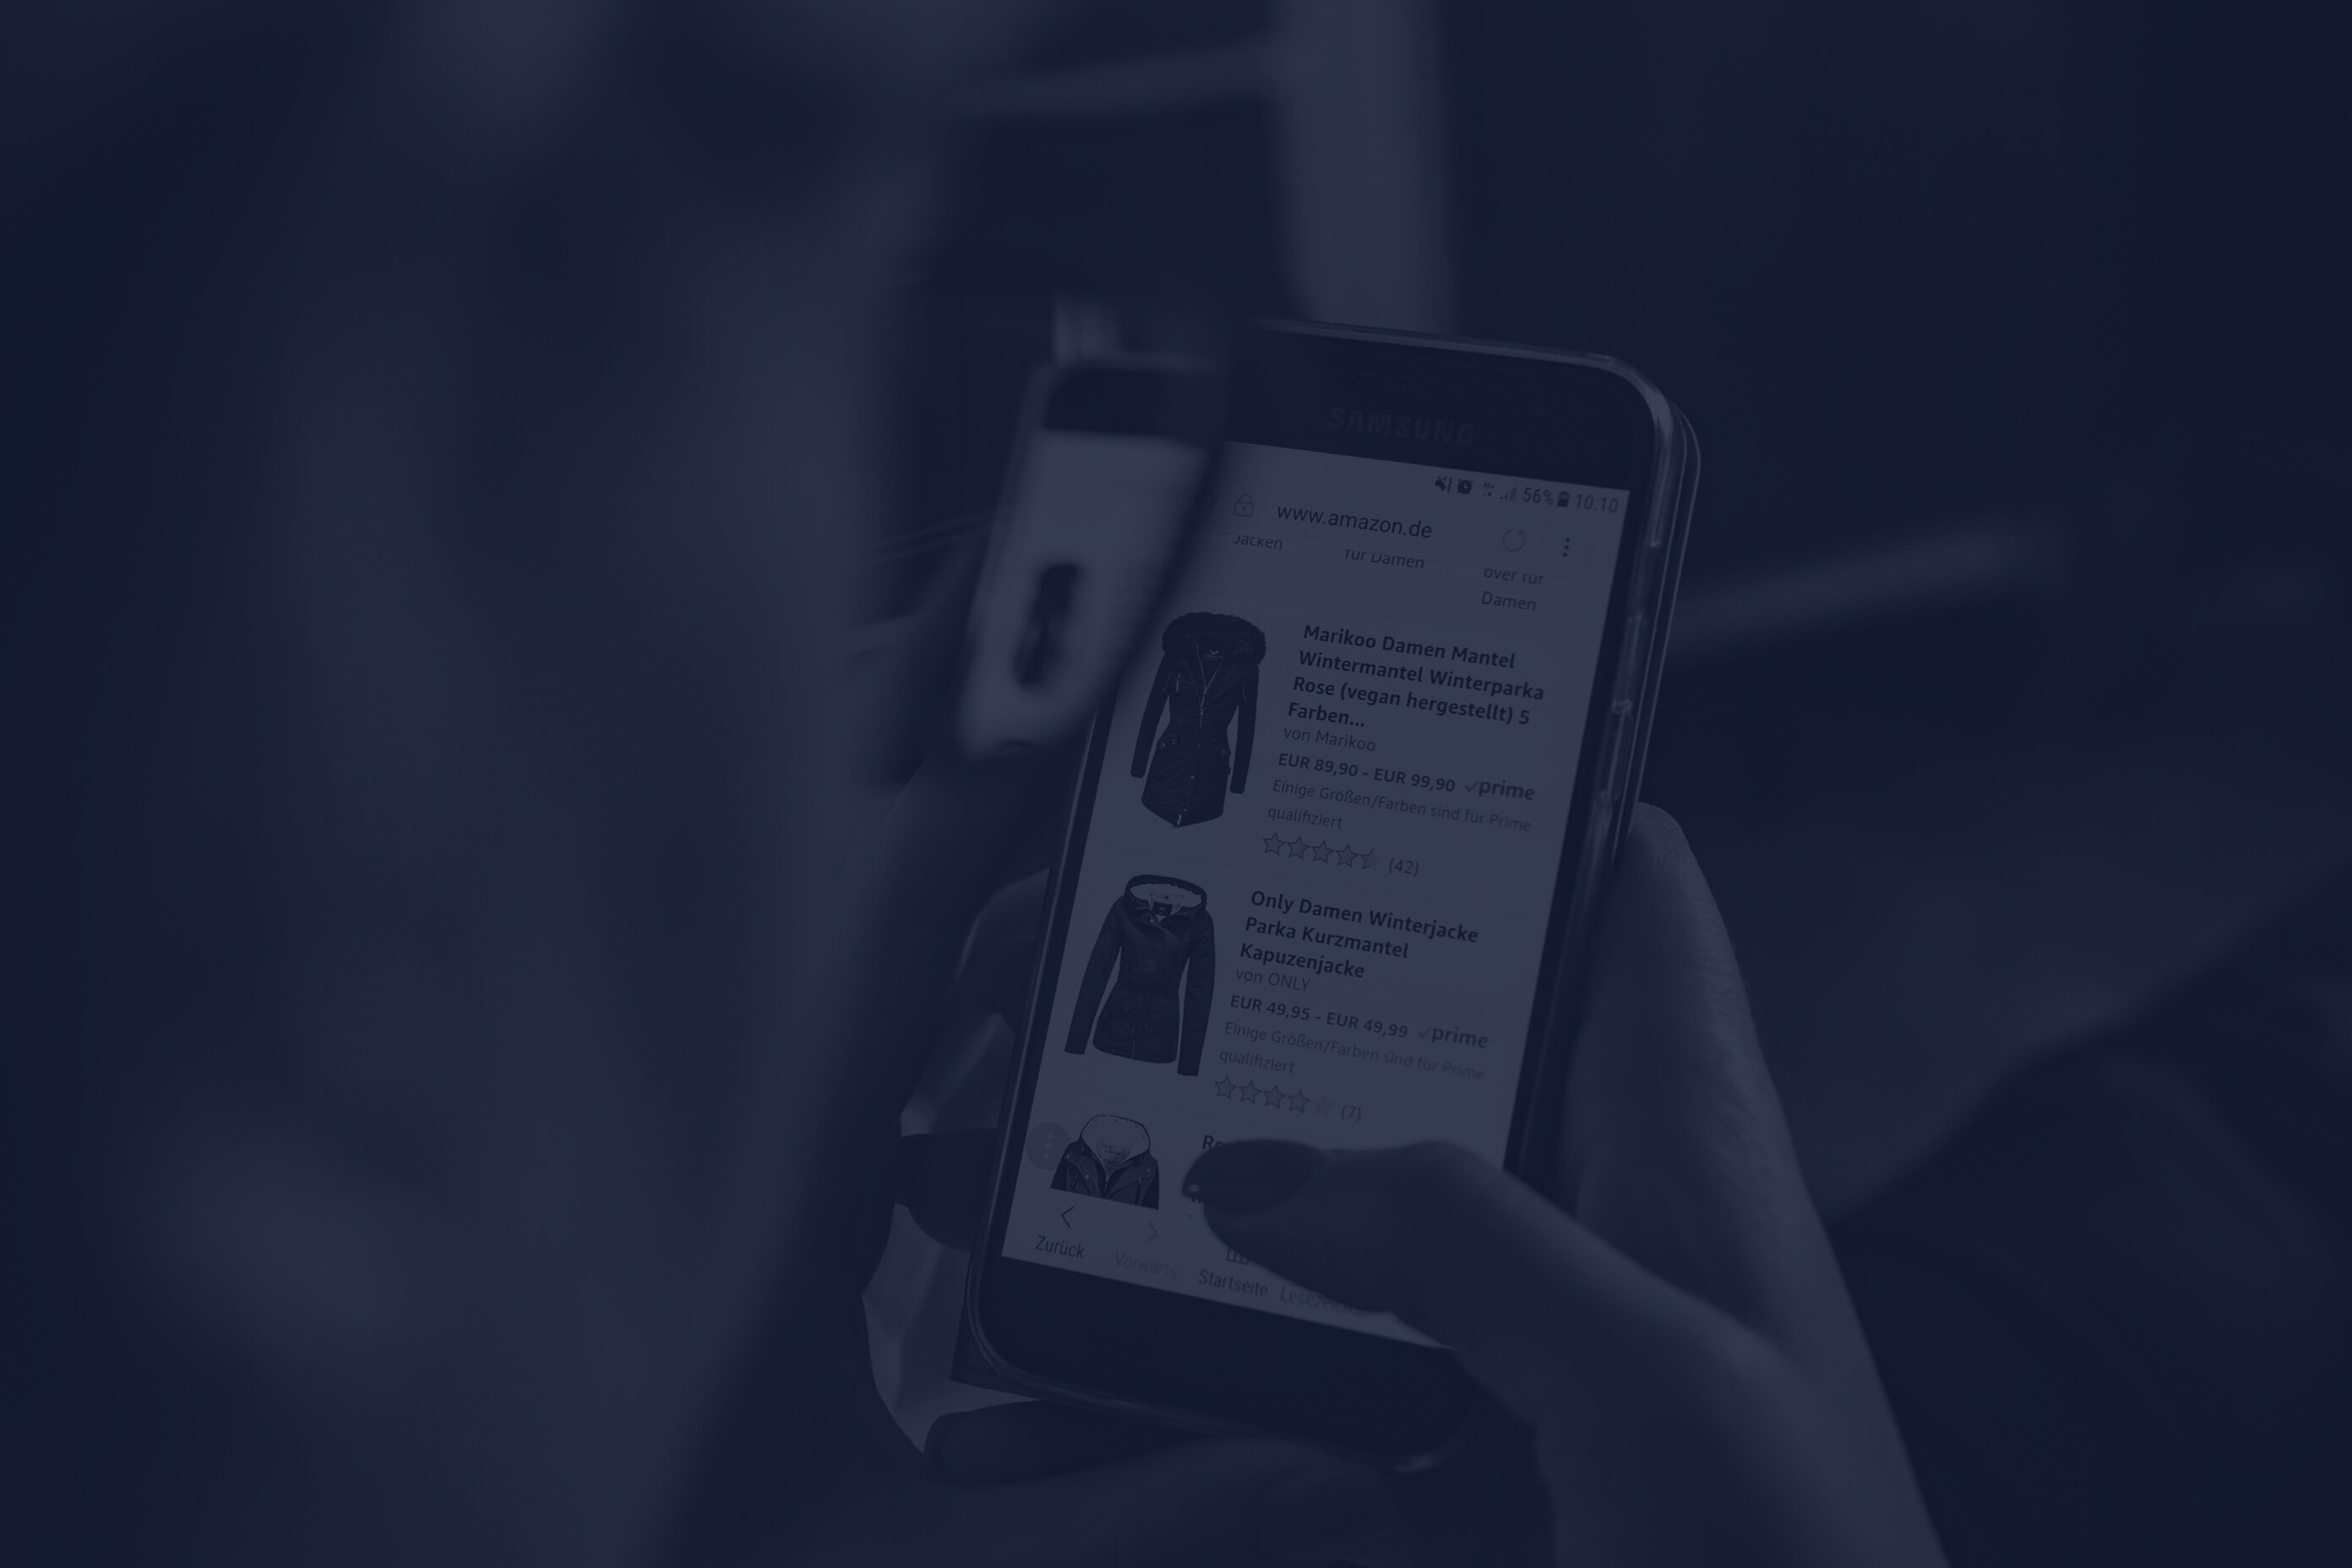 SAMSUNG
56% 10:10
www.amazon.de
Jacken
für Damen
over für
Damen
Marikoo Damen Mantel
Wintermantel Winterparka
Rose (vegan hergestellt) 5
Farben...
von Marikoo
EUR 89,90 - EUR 99,90 prime
Einige Größen/Farben sind für Prime
qualifiziert
(42)
Only Damen Winterjacke
Parka Kurzmantel
Kapuzenjacke
von ONLY
EUR 49,95 - EUR 49,99 prime
Einige Größen/Farben sind für Prime
qualifiziert
(7)
Zurück
Vorwärts
Startseite